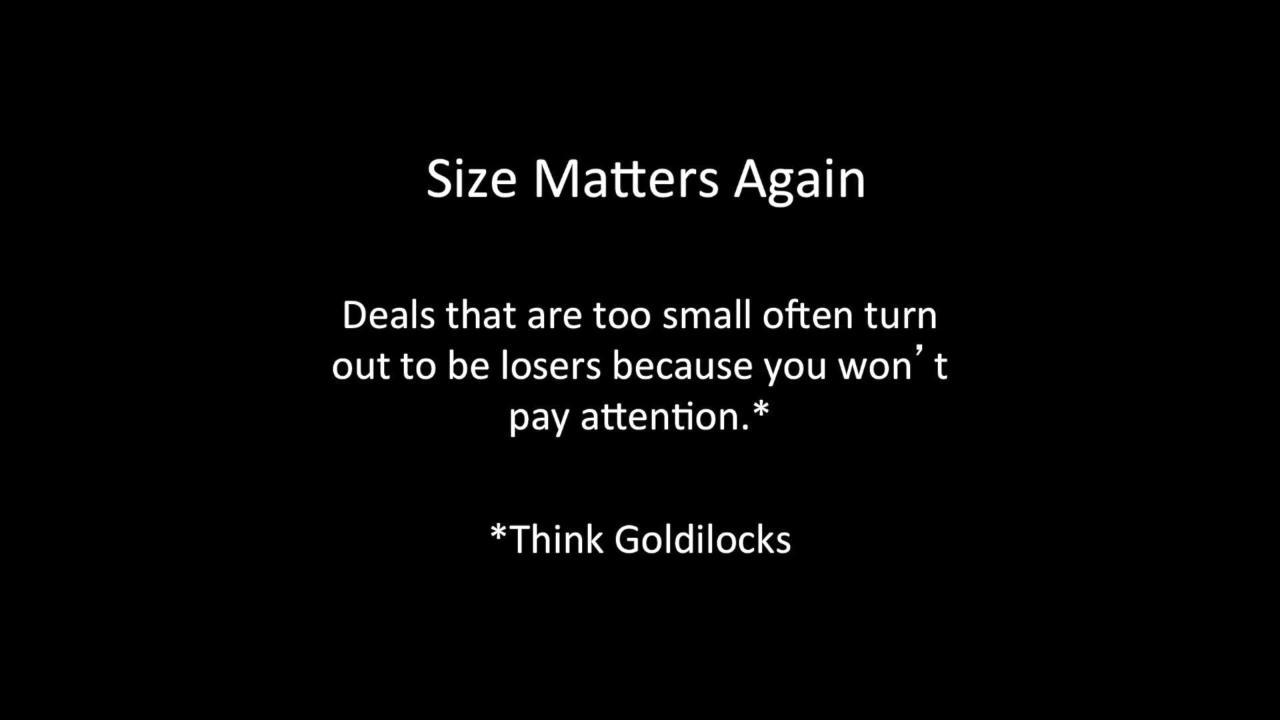 Size Matters Again
Deals that are too small often turn
out to be losers because you won’t
pay attention.*
*Think Goldilocks